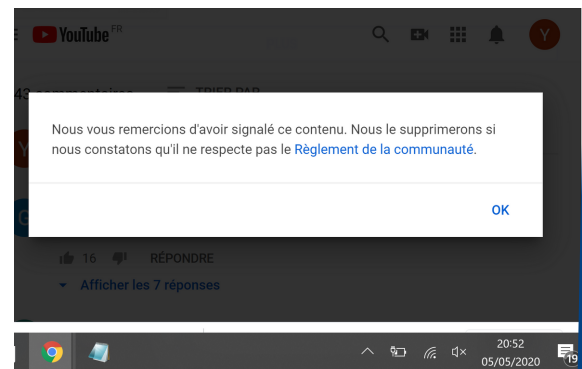 YouTube FR
Y
43 commentaires TRIER PAR
Nous vous remercions d'avoir signalé ce contenu. Nous le supprimerons si
nous constatons qu'il ne respecte pas le Règlement de la communauté.
Y
G
OK
16 RÉPONDRE
Afficher les 7 réponses
20:52
05/05/2020
19